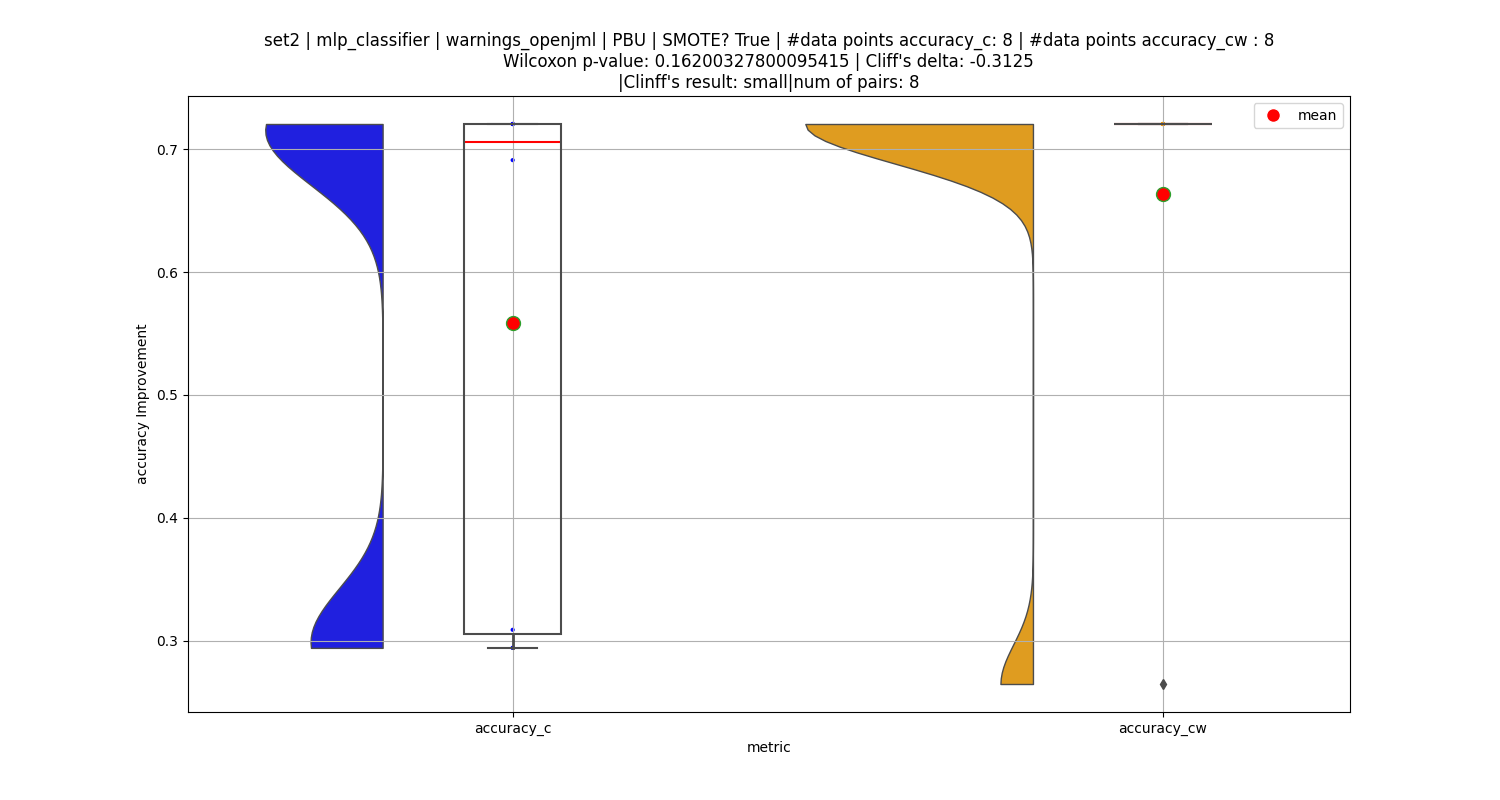 set2 | mlp_classifier | warnings_openjml | PBU | SMOTE? True | #data points accuracy_c: 8 | #data points accuracy_cw : 8
Wilcoxon p-value: 0.16200327800095415 | Cliff's delta: -0.3125
|Clinff's result: small|num of pairs: 8
mean
0.7
0.6
0.5
0.4
0.3
accuracy Improvement
accuracy_c
accuracy_cw
metric